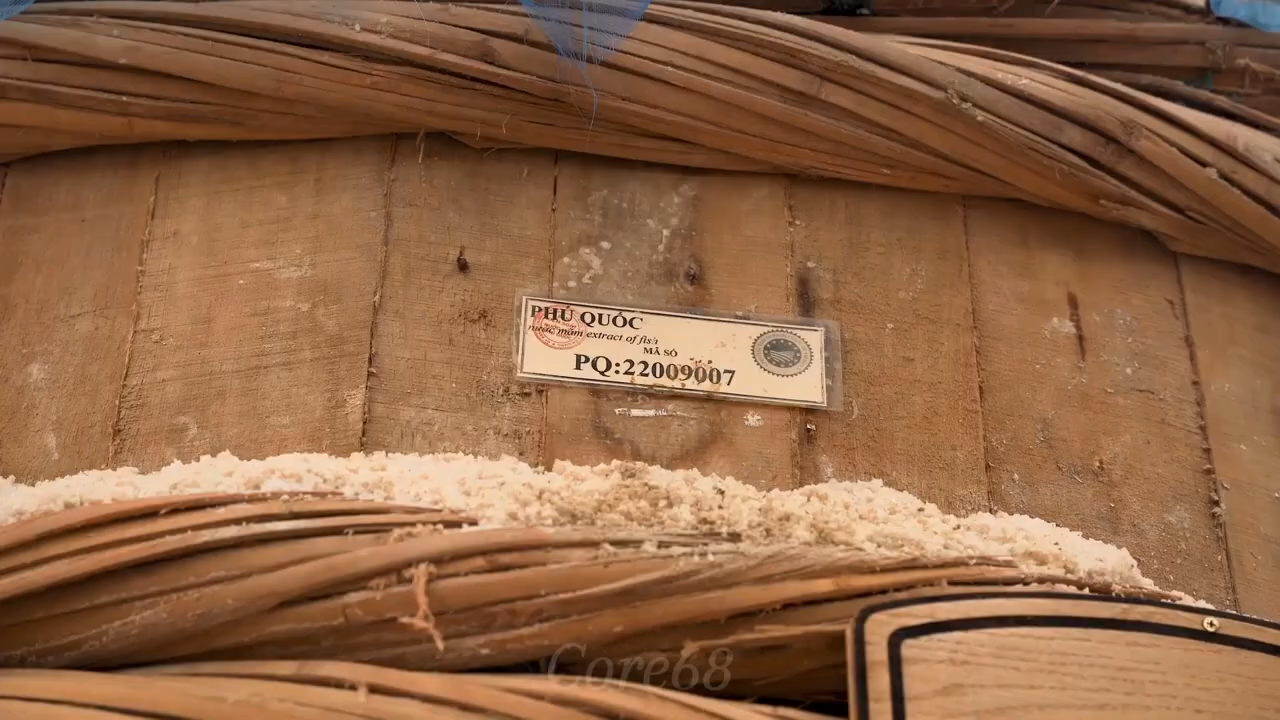 PHÚ QUỐC
nước mắm extract of fish
MÃ SỐ
PQ:22009007
Core68